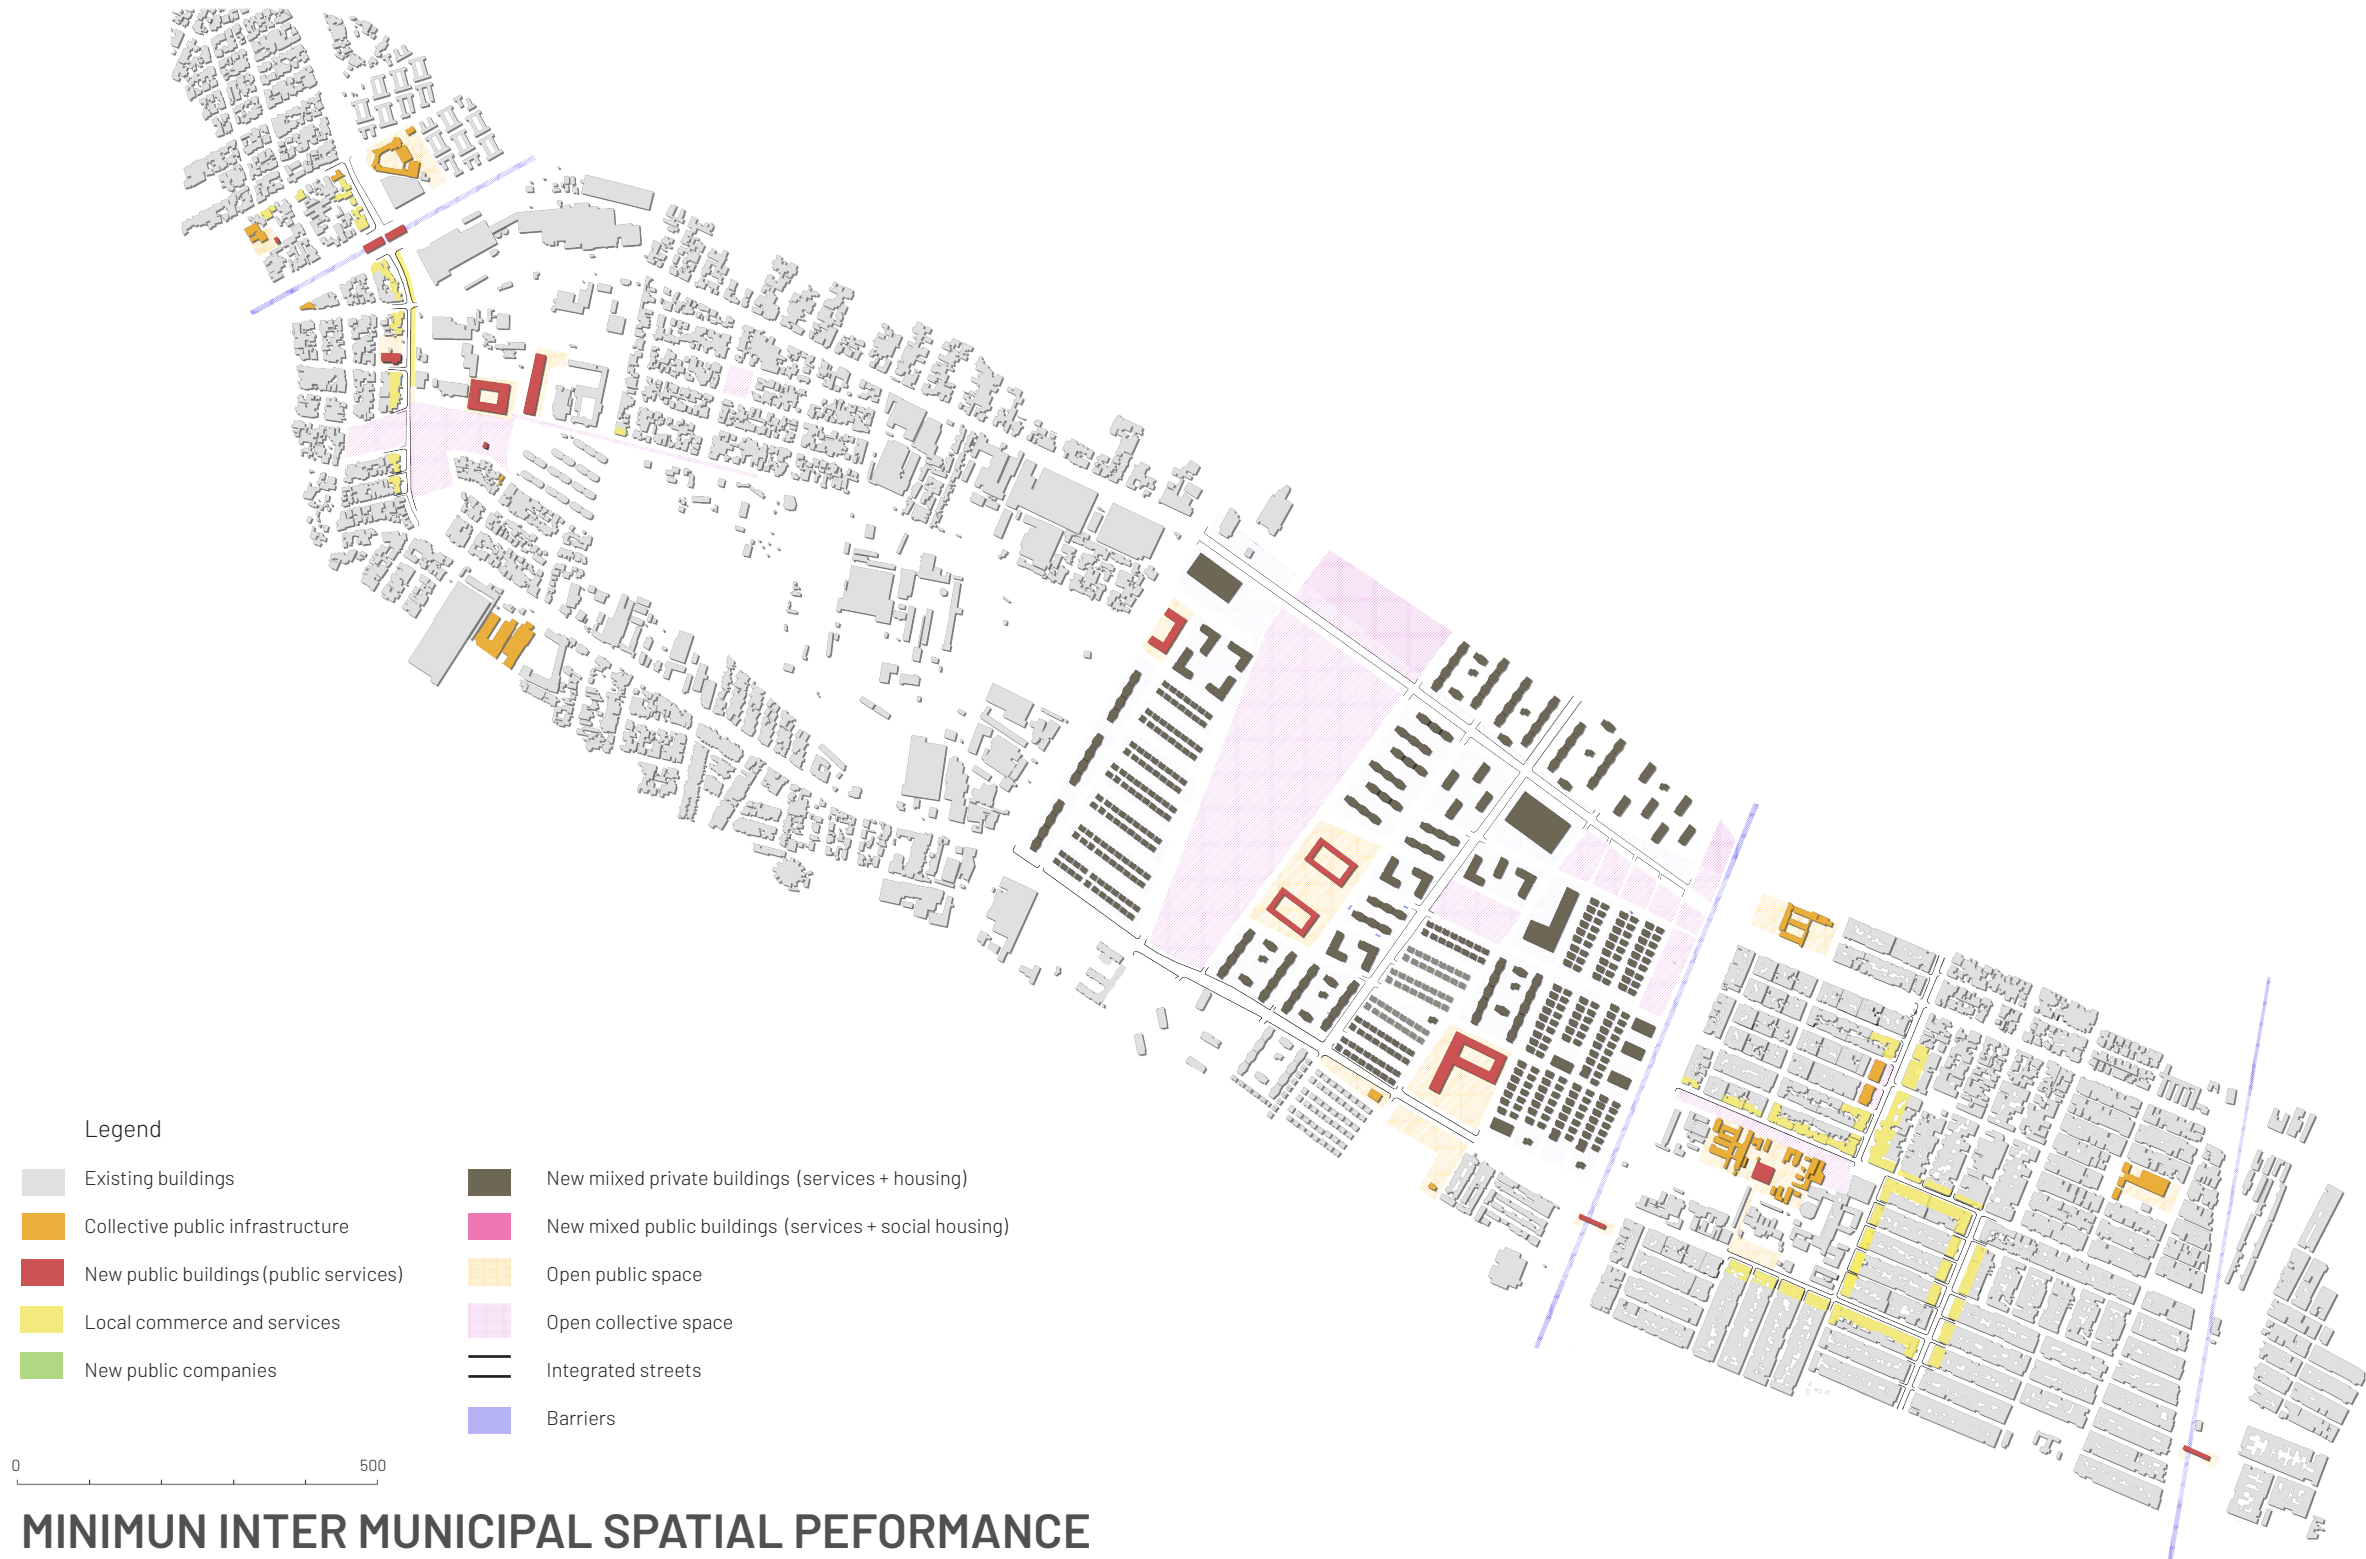 Legend
Existing buildings
Collective public infrastructure
New public buildings (public services)
Local commerce and services
New public companies
New miixed private buildings (services + housing)
New mixed public buildings (services + social housing)
Open public space
Open collective space
Integrated streets
Barriers
0 500
MINIMUN INTER MUNICIPAL SPATIAL PEFORMANCE